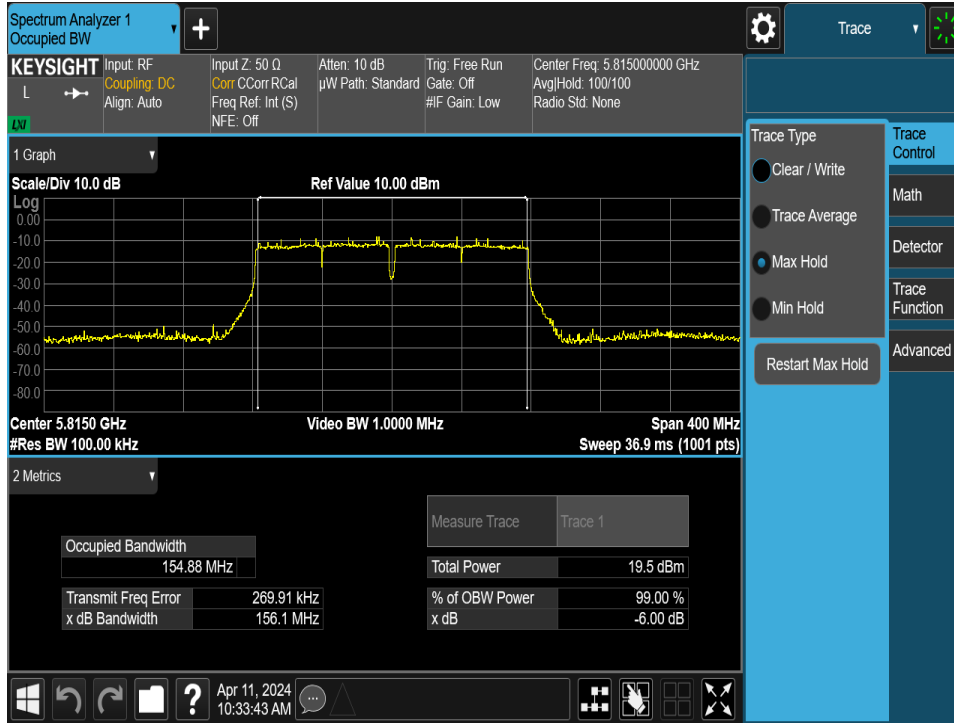 Spectrum Analyzer 1
Occupied BW
+
Trace
KEYSIGHT
L
LXI
Input: RF
Coupling: DC
Align: Auto
Input Z: 50 Ω
Corr CCorr RCal
Freq Ref: Int (S)
NFE: Off
Atten: 10 dB
µW Path: Standard
Trig: Free Run
Gate: Off
#IF Gain: Low
Center Freq: 5.815000000 GHz
Avg|Hold: 100/100
Radio Std: None
1 Graph
Scale/Div 10.0 dB
Ref Value 10.00 dBm
Log
0.00
-10.0
-20.0
-30.0
-40.0
-50.0
-60.0
-70.0
-80.0
Center 5.8150 GHz
Video BW 1.0000 MHz
Span 400 MHz
#Res BW 100.00 kHz
Sweep 36.9 ms (1001 pts)
2 Metrics
Measure Trace
Trace 1
Occupied Bandwidth
154.88 MHz
Total Power
19.5 dBm
Transmit Freq Error
269.91 kHz
% of OBW Power
99.00 %
x dB Bandwidth
156.1 MHz
x dB
-6.00 dB
Trace Type
Clear / Write
Trace Average
Max Hold
Min Hold
Restart Max Hold
Trace
Control
Math
Detector
Trace
Function
Advanced
?
Apr 11, 2024
10:33:43 AM